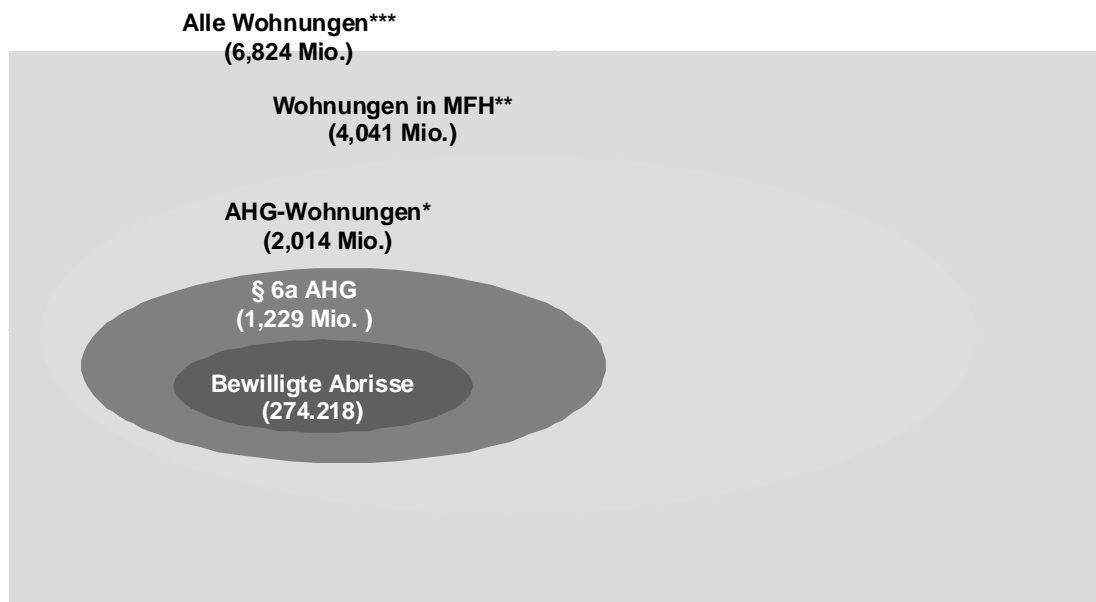 Alle Wohnungen***
(6,824 Mio.)
Wohnungen in MFH**
(4,041 Mio.)
AHG-Wohnungen*
(2,014 Mio.)
§ 6a AHG
(1,229 Mio. )
Bewilligte Abrisse
(274.218)